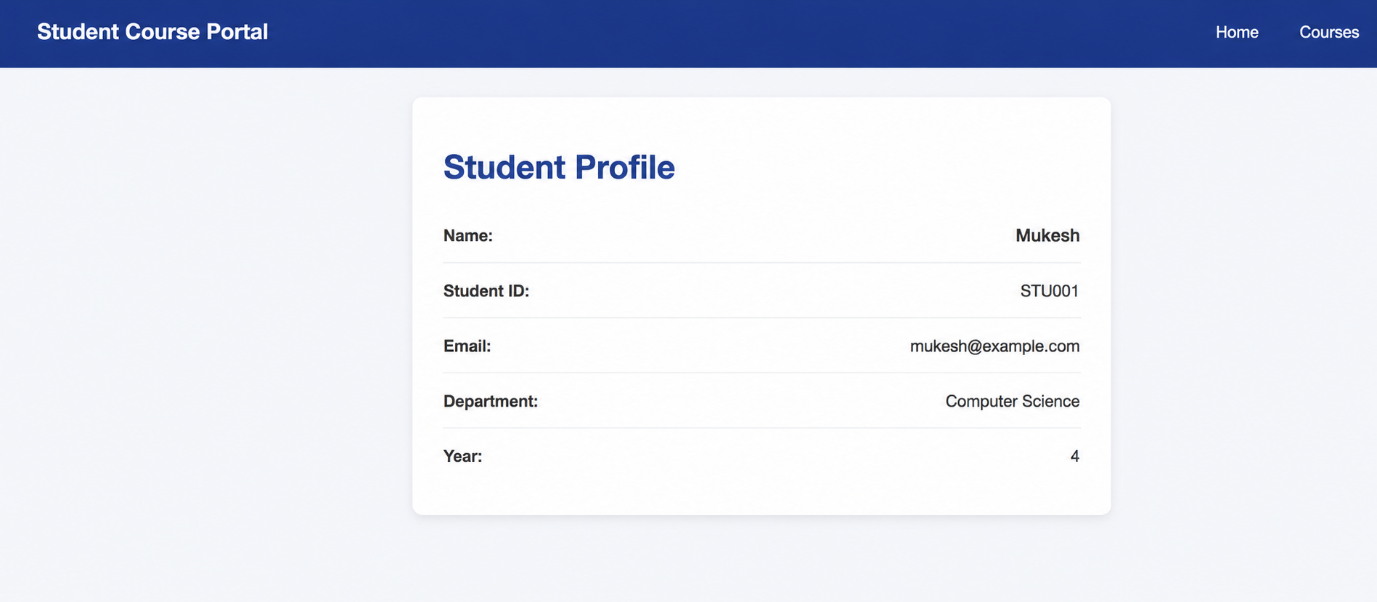 Student Course Portal Home Courses
Student Profile
Name: Mukesh
Student ID: STU001
Email: mukesh@example.com
Department: Computer Science
Year: 4